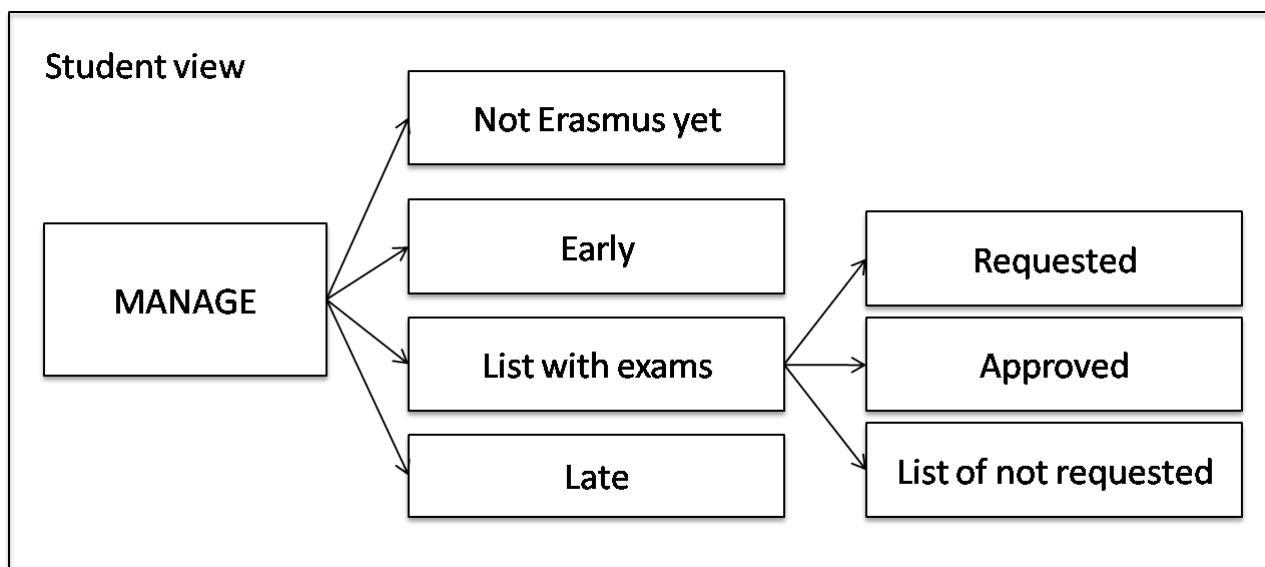 Student view
Not Erasmus yet
MANAGE
Early
List with exams
Late
Requested
Approved
List of not requested